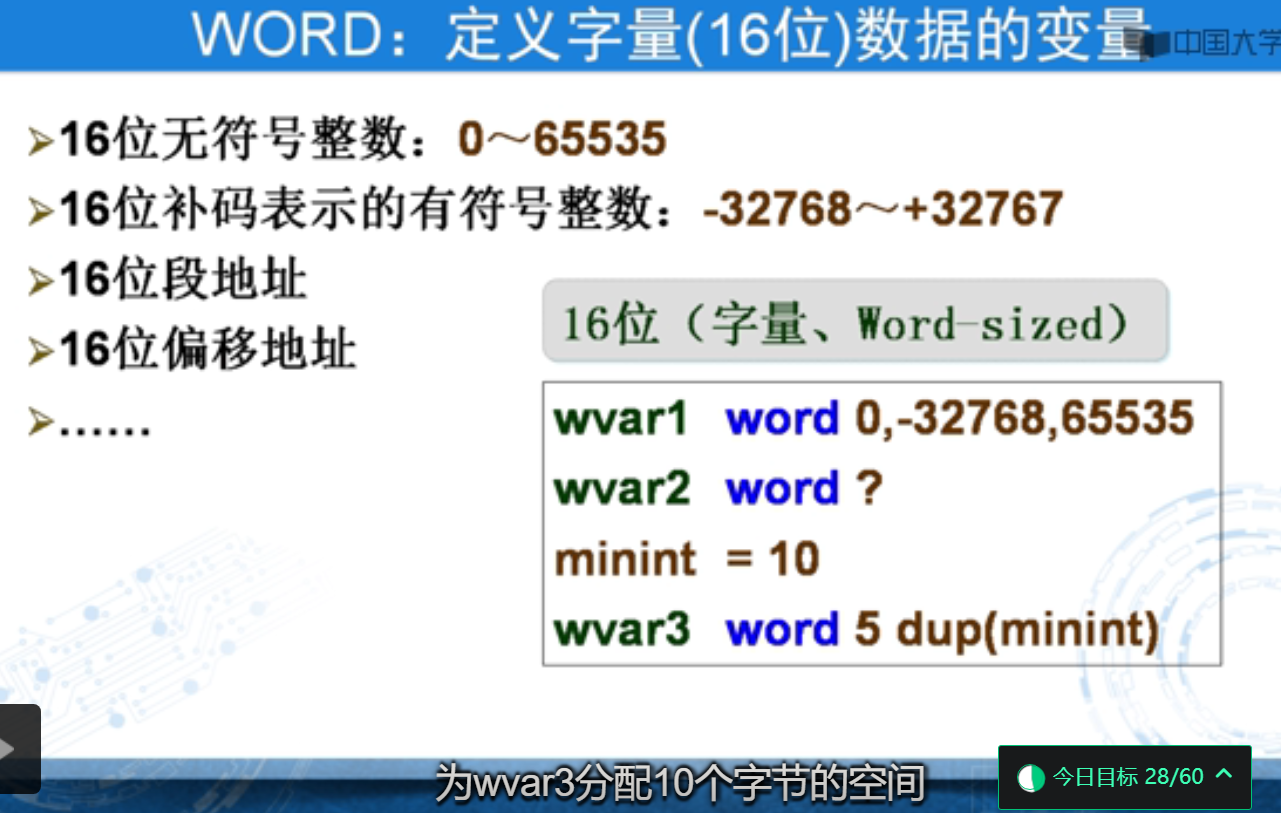 WORD：定义字量(16位)数据的变量
中国大学
16位无符号整数：0～65535
16位补码表示的有符号整数：-32768～+32767
16位段地址
16位偏移地址
……
16位（字量、Word-sized）
wvar1 word 0,-32768,65535
wvar2 word ?
minint = 10
wvar3 word 5 dup(minint)
为wvar3分配10个字节的空间
今日目标 28/60